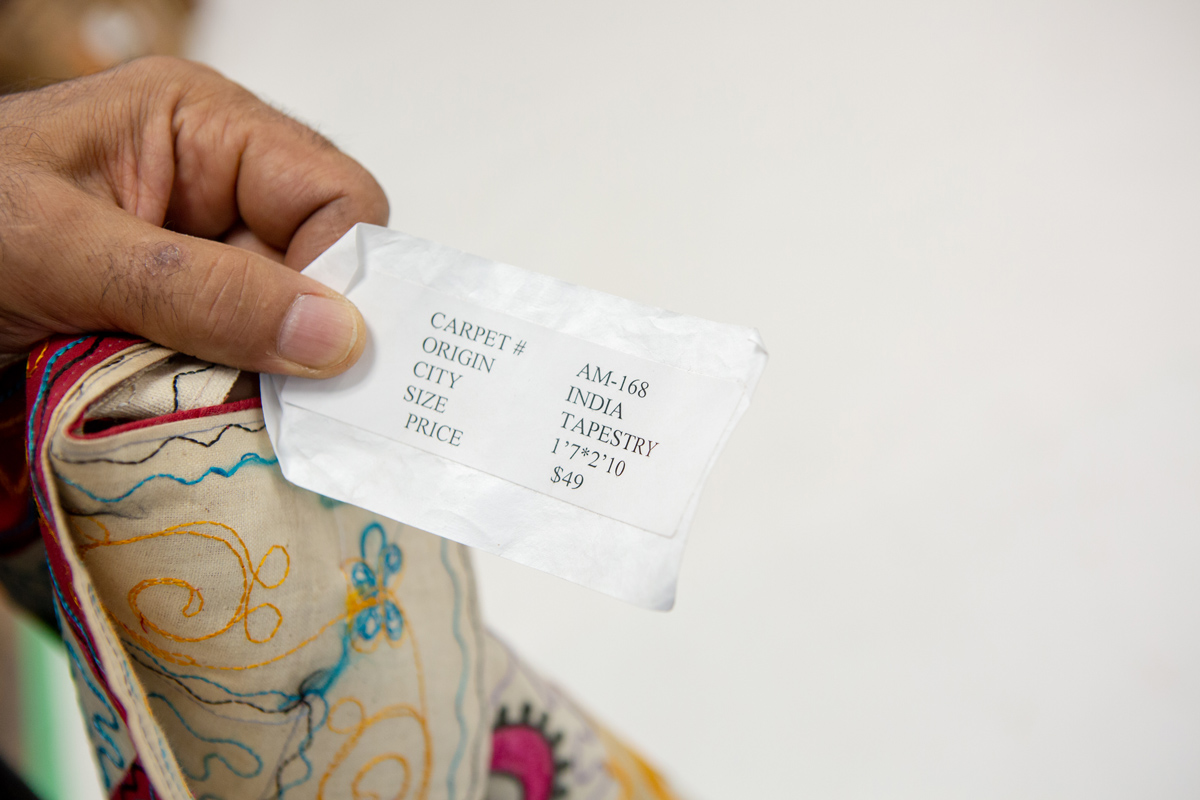 CARPET # AM-168
ORIGIN INDIA
CITY TAPESTRY
SIZE 1’7*2’10
PRICE $49